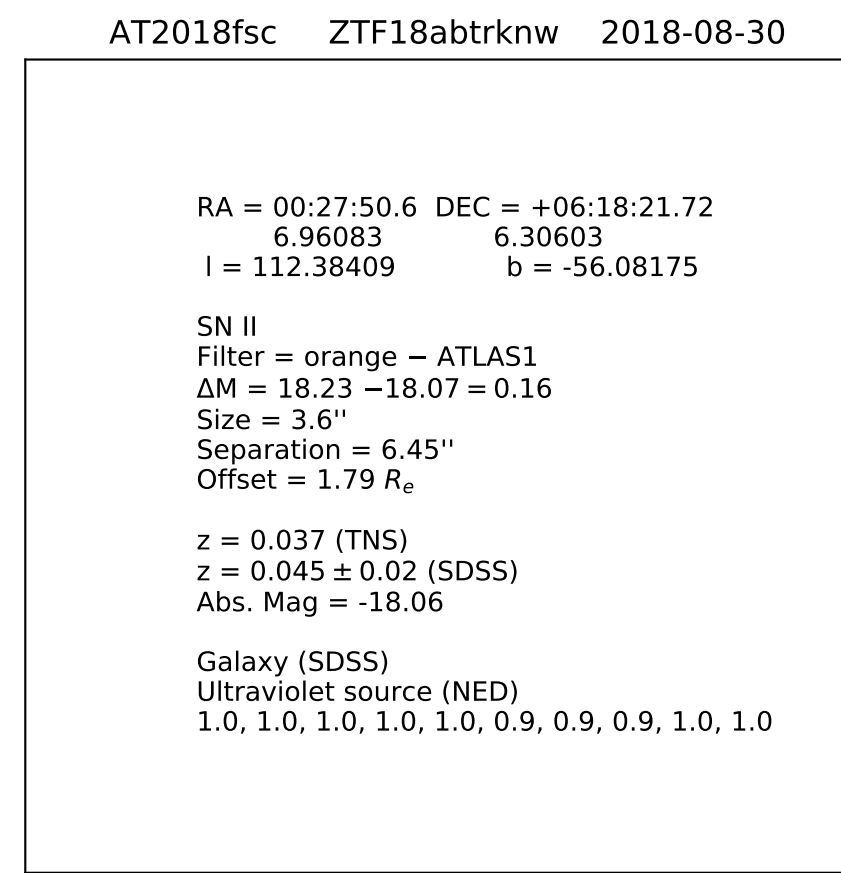 AT2018fsc ZTF18abtrknw 2018-08-30
RA = 00:27:50.6 DEC = +06:18:21.72
6.96083 6.30603
l = 112.38409 b = -56.08175
SN II
Filter = orange − ATLAS1
ΔM = 18.23 −18.07 = 0.16
Size = 3.6''
Separation = 6.45''
Offset = 1.79 Rₑ
z = 0.037 (TNS)
z = 0.045 ± 0.02 (SDSS)
Abs. Mag = -18.06
Galaxy (SDSS)
Ultraviolet source (NED)
1.0, 1.0, 1.0, 1.0, 1.0, 0.9, 0.9, 0.9, 1.0, 1.0